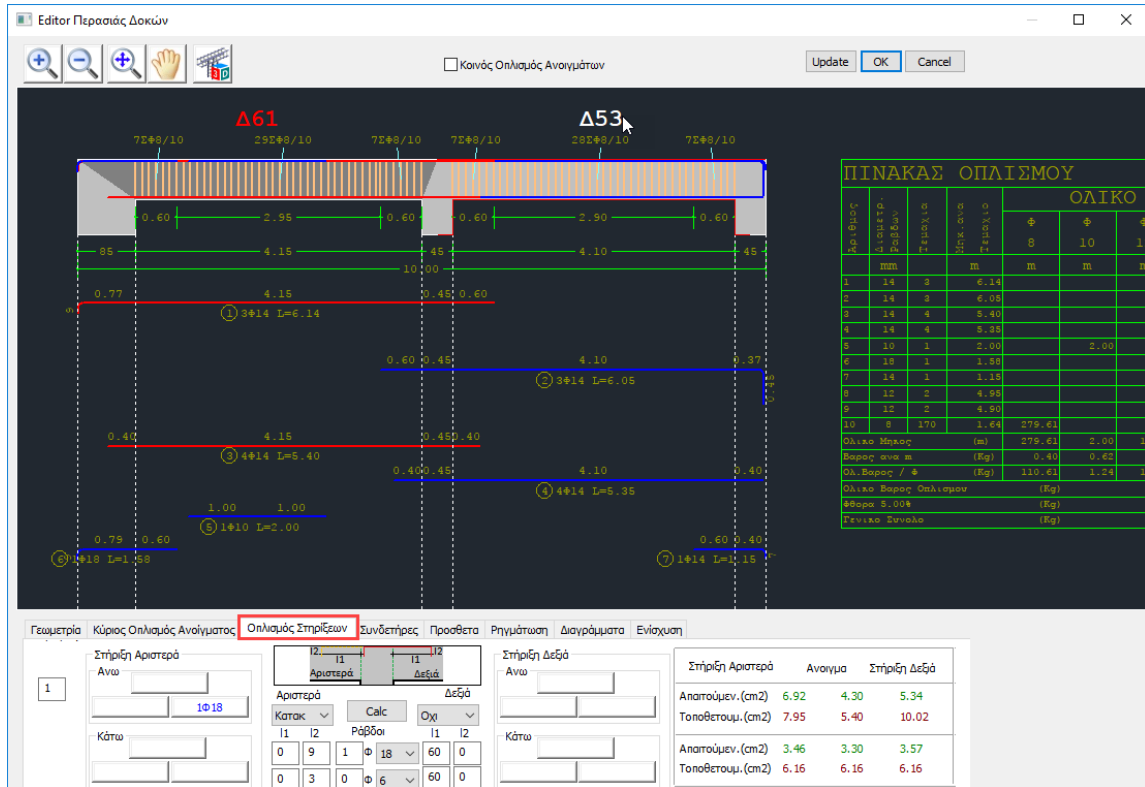 Editor Περασιάς Δοκών
Κοινός Οπλισμός Ανοιγμάτων
Update OK Cancel
Δ61 Δ53
7ΣΦ8/10 29ΣΦ8/10 7ΣΦ8/10 7ΣΦ8/10 28ΣΦ8/10 7ΣΦ8/10
0.60 2.95 0.60 0.60 2.90 0.60
85 4.15 45 4.10 45
10.00
0.77 4.15 0.45 0.60
9
1 3Φ14 L=6.14
0.60 0.45 4.10 0.37
2 3Φ14 L=6.05
0.45
0.40 4.15 0.45 0.40
3 4Φ14 L=5.40
0.40 0.45 4.10 0.40
4 4Φ14 L=5.35
1.00 1.00
5 1Φ10 L=2.00
0.79 0.60 0.60 0.40
6 1Φ18 L=1.58 7 1Φ14 L=1.15 7
ΠΙΝΑΚΑΣ ΟΠΛΙΣΜΟΥ
ΟΛΙΚΟ
Αριθμος Διαμετρ. Ραβδων Τεμαχια Μηκ.ανα Τεμαχιο Φ Φ Φ
8 10 1
mm m m m m
1 14 3 6.14
2 14 3 6.05
3 14 4 5.40
4 14 4 5.35
5 10 1 2.00 2.00
6 18 1 1.58
7 14 1 1.15
8 12 2 4.95
9 12 2 4.90
10 8 170 1.64 279.61
Ολικο Μηκος (m) 279.61 2.00 1
Βαρος ανα m (Kg) 0.40 0.62
Ολ.Βαρος / Φ (Kg) 110.61 1.24 1
Ολικο Βαρος Οπλισμου (Kg)
Φθορα 5.00% (Kg)
Γενικο Συνολο (Kg)
Γεωμετρία Κύριος Οπλισμός Ανοίγματος Οπλισμός Στηρίξεων Συνδετήρες Προσθετα Ρηγμάτωση Διαγράμματα Ενίσχυση
Στήριξη Αριστερά
Ανω
1
1Φ18
Κάτω
l2 l1 l1 l2
Αριστερά Δεξιά
Αριστερά Δεξιά
Κατακ Calc Οχι
l1 l2 Ράβδοι l1 l2
0 9 1 Φ 18 60 0
0 3 0 Φ 6 60 0
Στήριξη Δεξιά
Ανω
Κάτω
Στήριξη Αριστερά Ανοιγμα Στήριξη Δεξιά
Απαιτούμεν.(cm2) 6.92 4.30 5.34
Τοποθετουμ.(cm2) 7.95 5.40 10.02
Απαιτούμεν.(cm2) 3.46 3.30 3.57
Τοποθετουμ.(cm2) 6.16 6.16 6.16